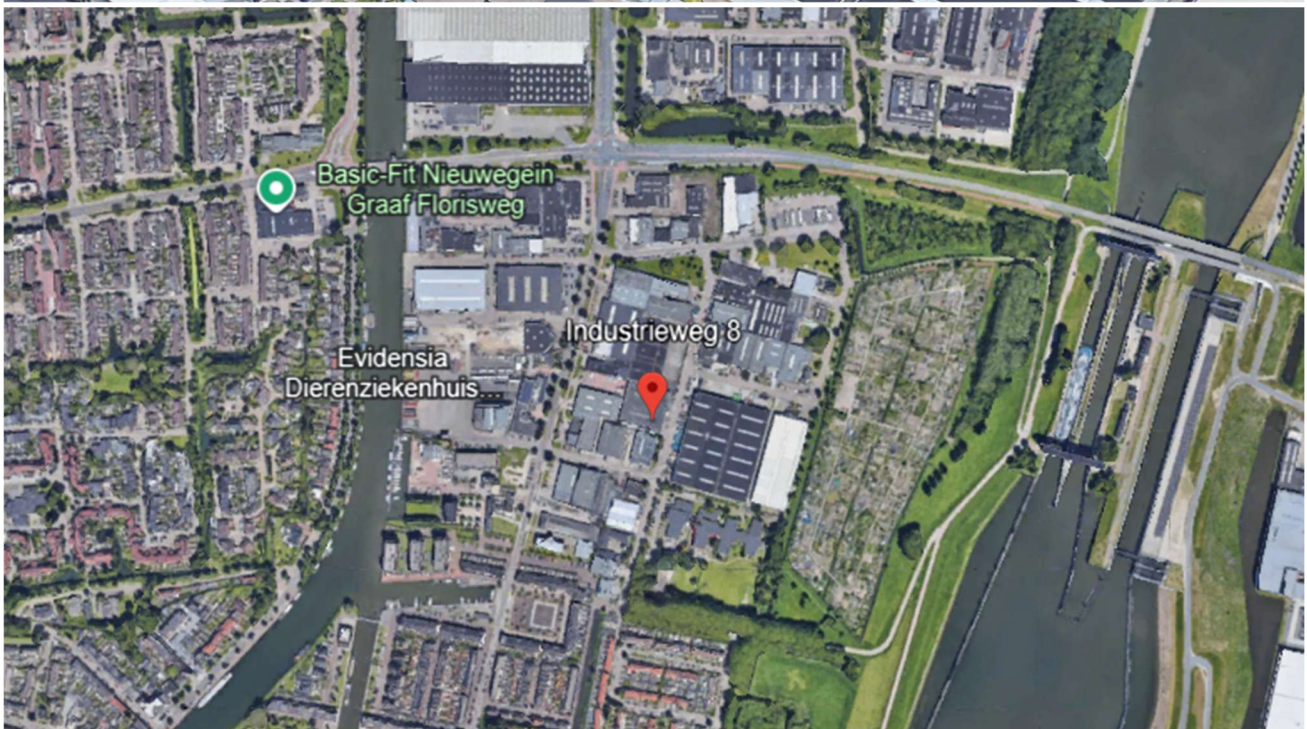 Basic-Fit Nieuwegein
Graaf Florisweg
Industrieweg 8
Evidensia
Dierenziekenhuis...